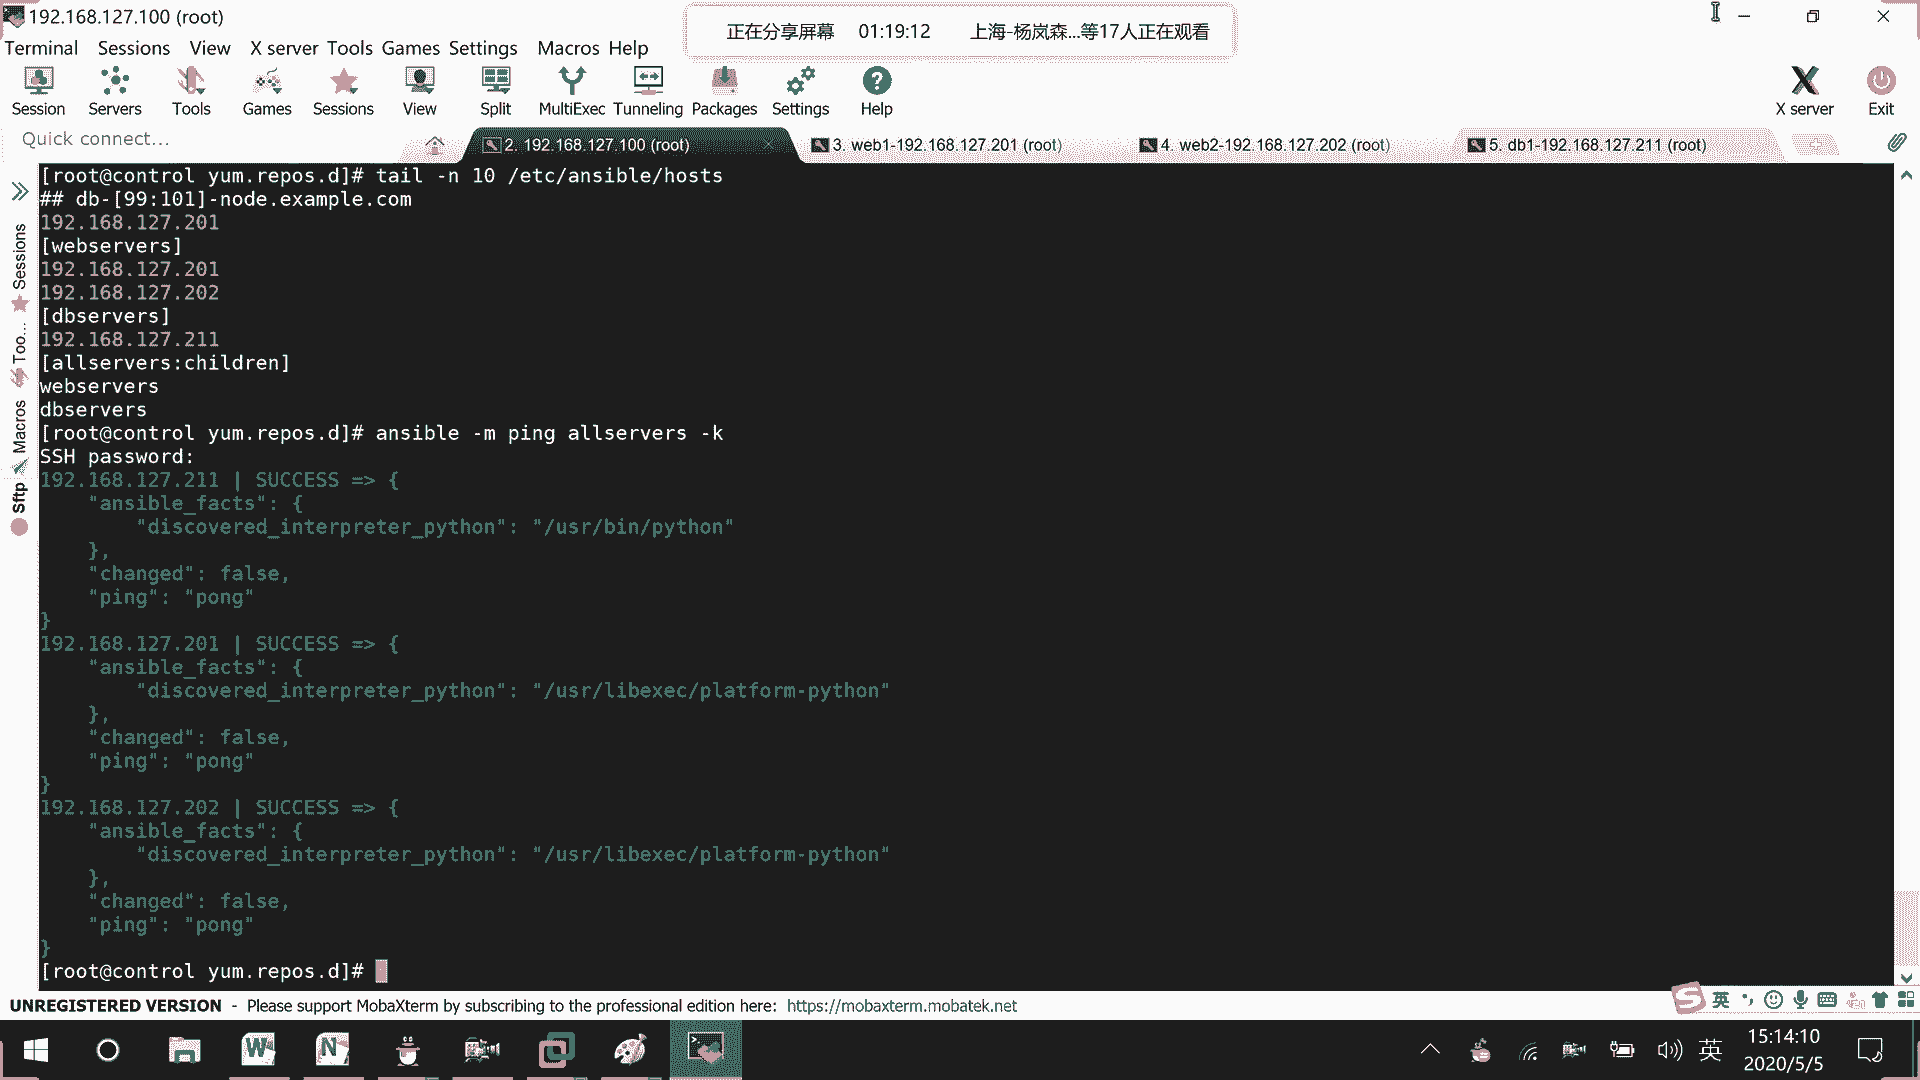 192.168.127.100 (root)
正在分享屏幕 01:19:12 上海-杨岚森...等17人正在观看
Terminal Sessions View X server Tools Games Settings Macros Help
Session Servers Tools Games Sessions View Split MultiExec Tunneling Packages Settings Help X server Exit
Quick connect...
2. 192.168.127.100 (root)
3. web1-192.168.127.201 (root)
4. web2-192.168.127.202 (root)
5. db1-192.168.127.211 (root)
Sessions
Too...
Macros
Sftp
[root@control yum.repos.d]# tail -n 10 /etc/ansible/hosts
## db-[99:101]-node.example.com
192.168.127.201
[webservers]
192.168.127.201
192.168.127.202
[dbservers]
192.168.127.211
[allservers:children]
webservers
dbservers
[root@control yum.repos.d]# ansible -m ping allservers -k
SSH password:
192.168.127.211 | SUCCESS => {
    "ansible_facts": {
        "discovered_interpreter_python": "/usr/bin/python"
    },
    "changed": false,
    "ping": "pong"
}
192.168.127.201 | SUCCESS => {
    "ansible_facts": {
        "discovered_interpreter_python": "/usr/libexec/platform-python"
    },
    "changed": false,
    "ping": "pong"
}
192.168.127.202 | SUCCESS => {
    "ansible_facts": {
        "discovered_interpreter_python": "/usr/libexec/platform-python"
    },
    "changed": false,
    "ping": "pong"
}
[root@control yum.repos.d]#
UNREGISTERED VERSION - Please support MobaXterm by subscribing to the professional edition here: https://mobaxterm.mobatek.net
英
英
15:14:10
2020/5/5